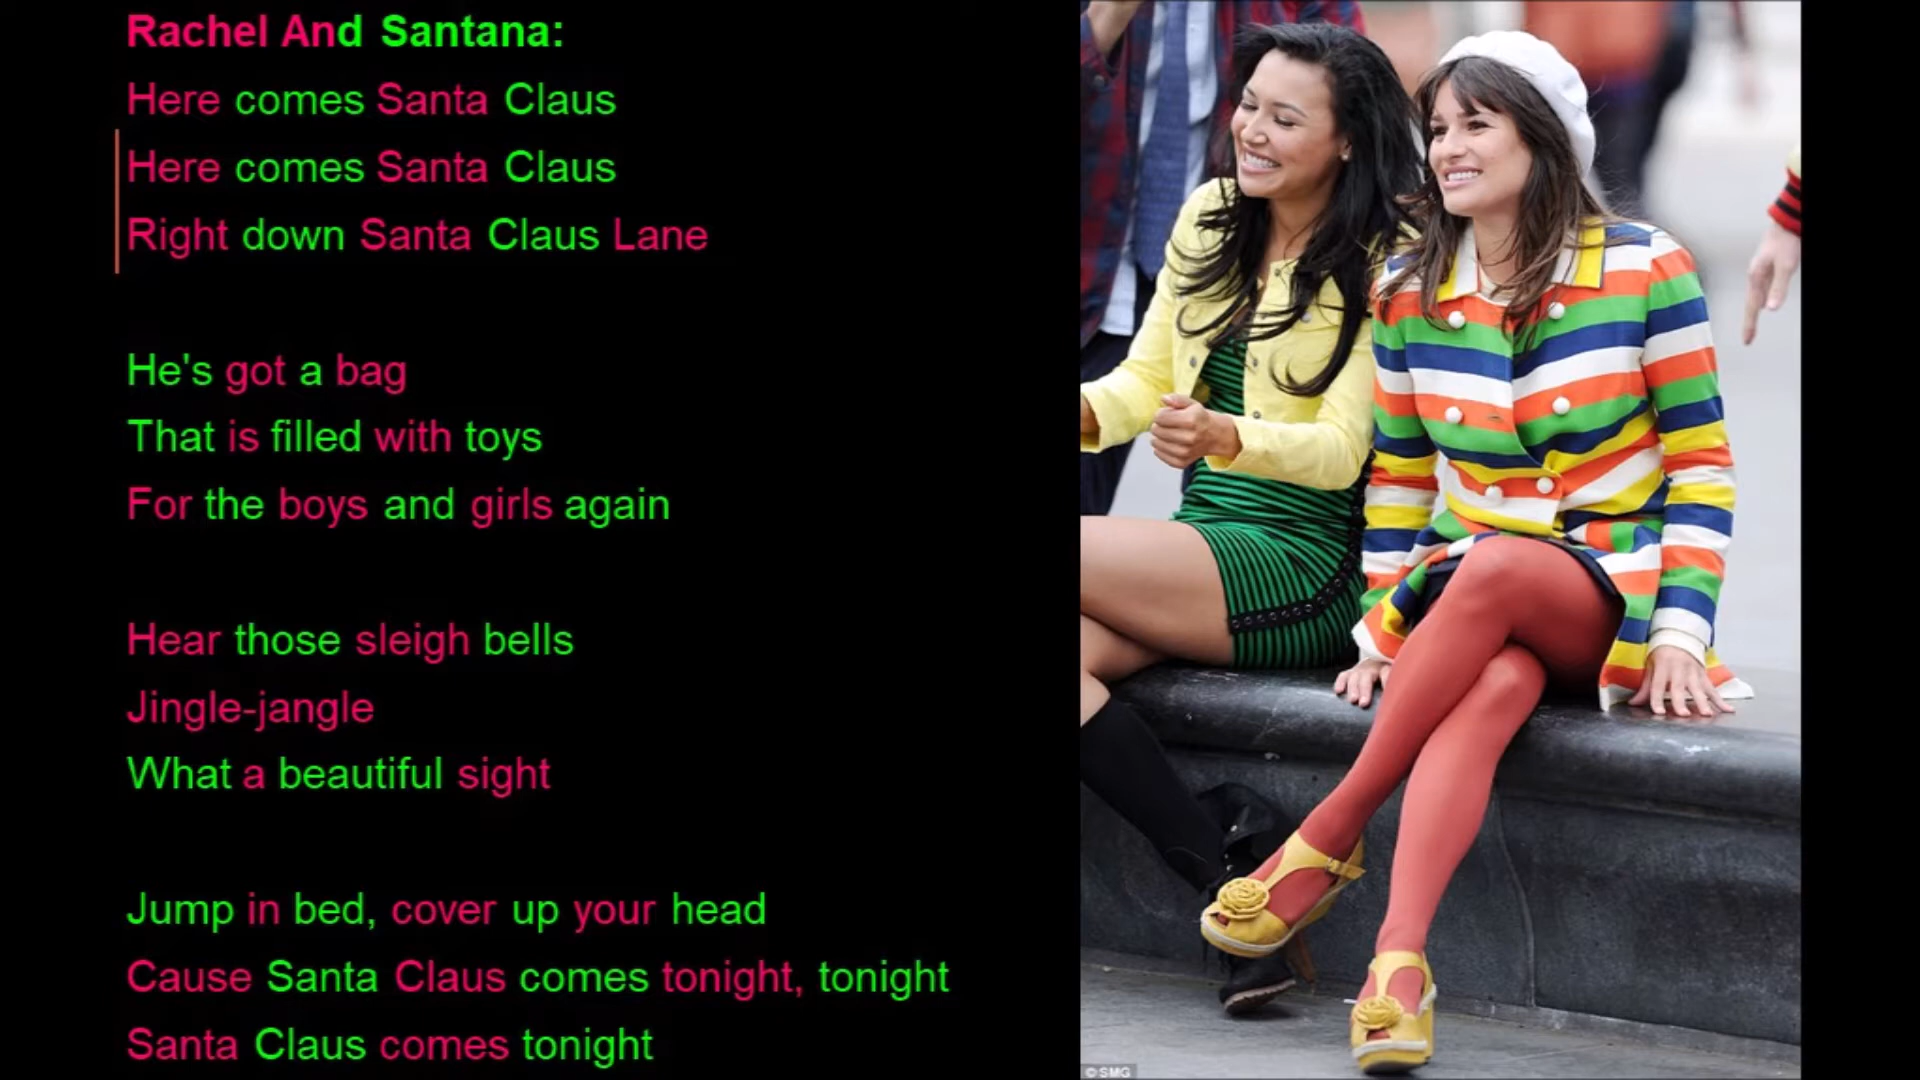 Rachel And Santana:
Here comes Santa Claus
Here comes Santa Claus
Right down Santa Claus Lane
He's got a bag
That is filled with toys
For the boys and girls again
Hear those sleigh bells
Jingle-jangle
What a beautiful sight
Jump in bed, cover up your head
Cause Santa Claus comes tonight, tonight
Santa Claus comes tonight
© SMG